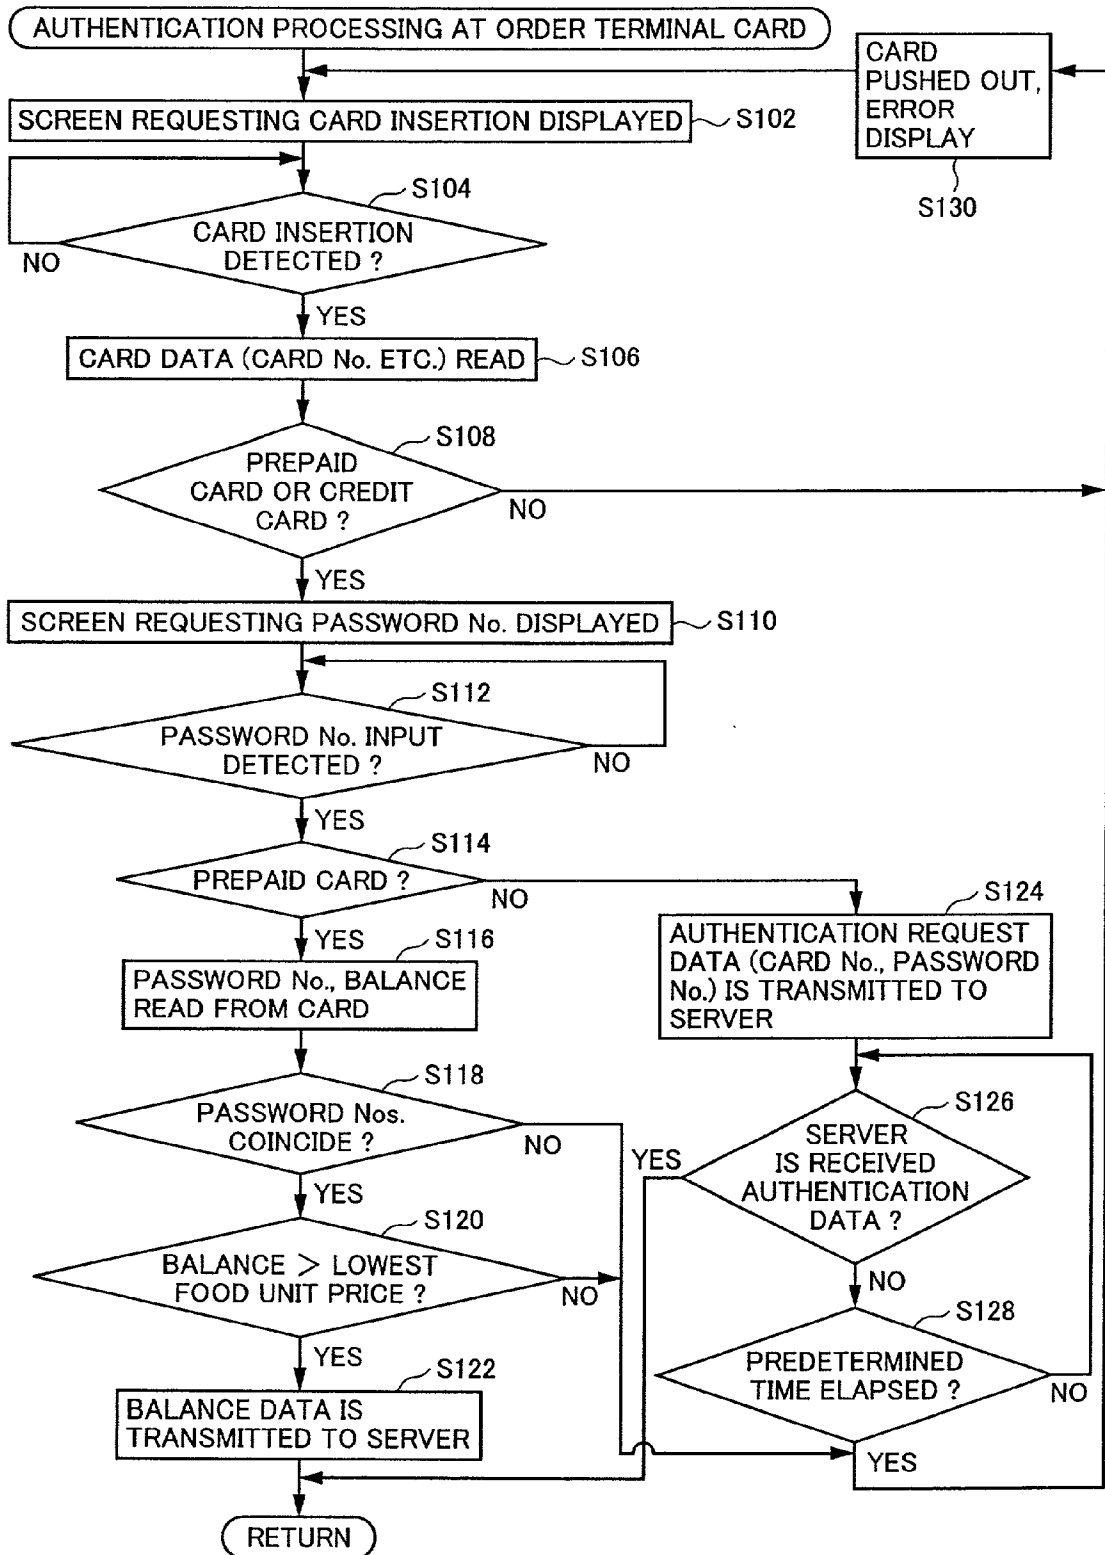 AUTHENTICATION PROCESSING AT ORDER TERMINAL CARD
CARD
PUSHED OUT,
ERROR
DISPLAY
S130
SCREEN REQUESTING CARD INSERTION DISPLAYED
S102
S104
CARD INSERTION
DETECTED ?
NO
YES
CARD DATA (CARD No. ETC.) READ
S106
S108
PREPAID
CARD OR CREDIT
CARD ?
NO
YES
SCREEN REQUESTING PASSWORD No. DISPLAYED
S110
S112
PASSWORD No. INPUT
DETECTED ?
NO
YES
S114
PREPAID CARD ?
NO
YES
S116
PASSWORD No., BALANCE
READ FROM CARD
S118
PASSWORD Nos.
COINCIDE ?
NO
YES
S120
BALANCE > LOWEST
FOOD UNIT PRICE ?
NO
YES
S122
BALANCE DATA IS
TRANSMITTED TO SERVER
RETURN
S124
AUTHENTICATION REQUEST
DATA (CARD No., PASSWORD
No.) IS TRANSMITTED TO
SERVER
S126
SERVER
IS RECEIVED
AUTHENTICATION
DATA ?
YES
NO
S128
PREDETERMINED
TIME ELAPSED ?
NO
YES